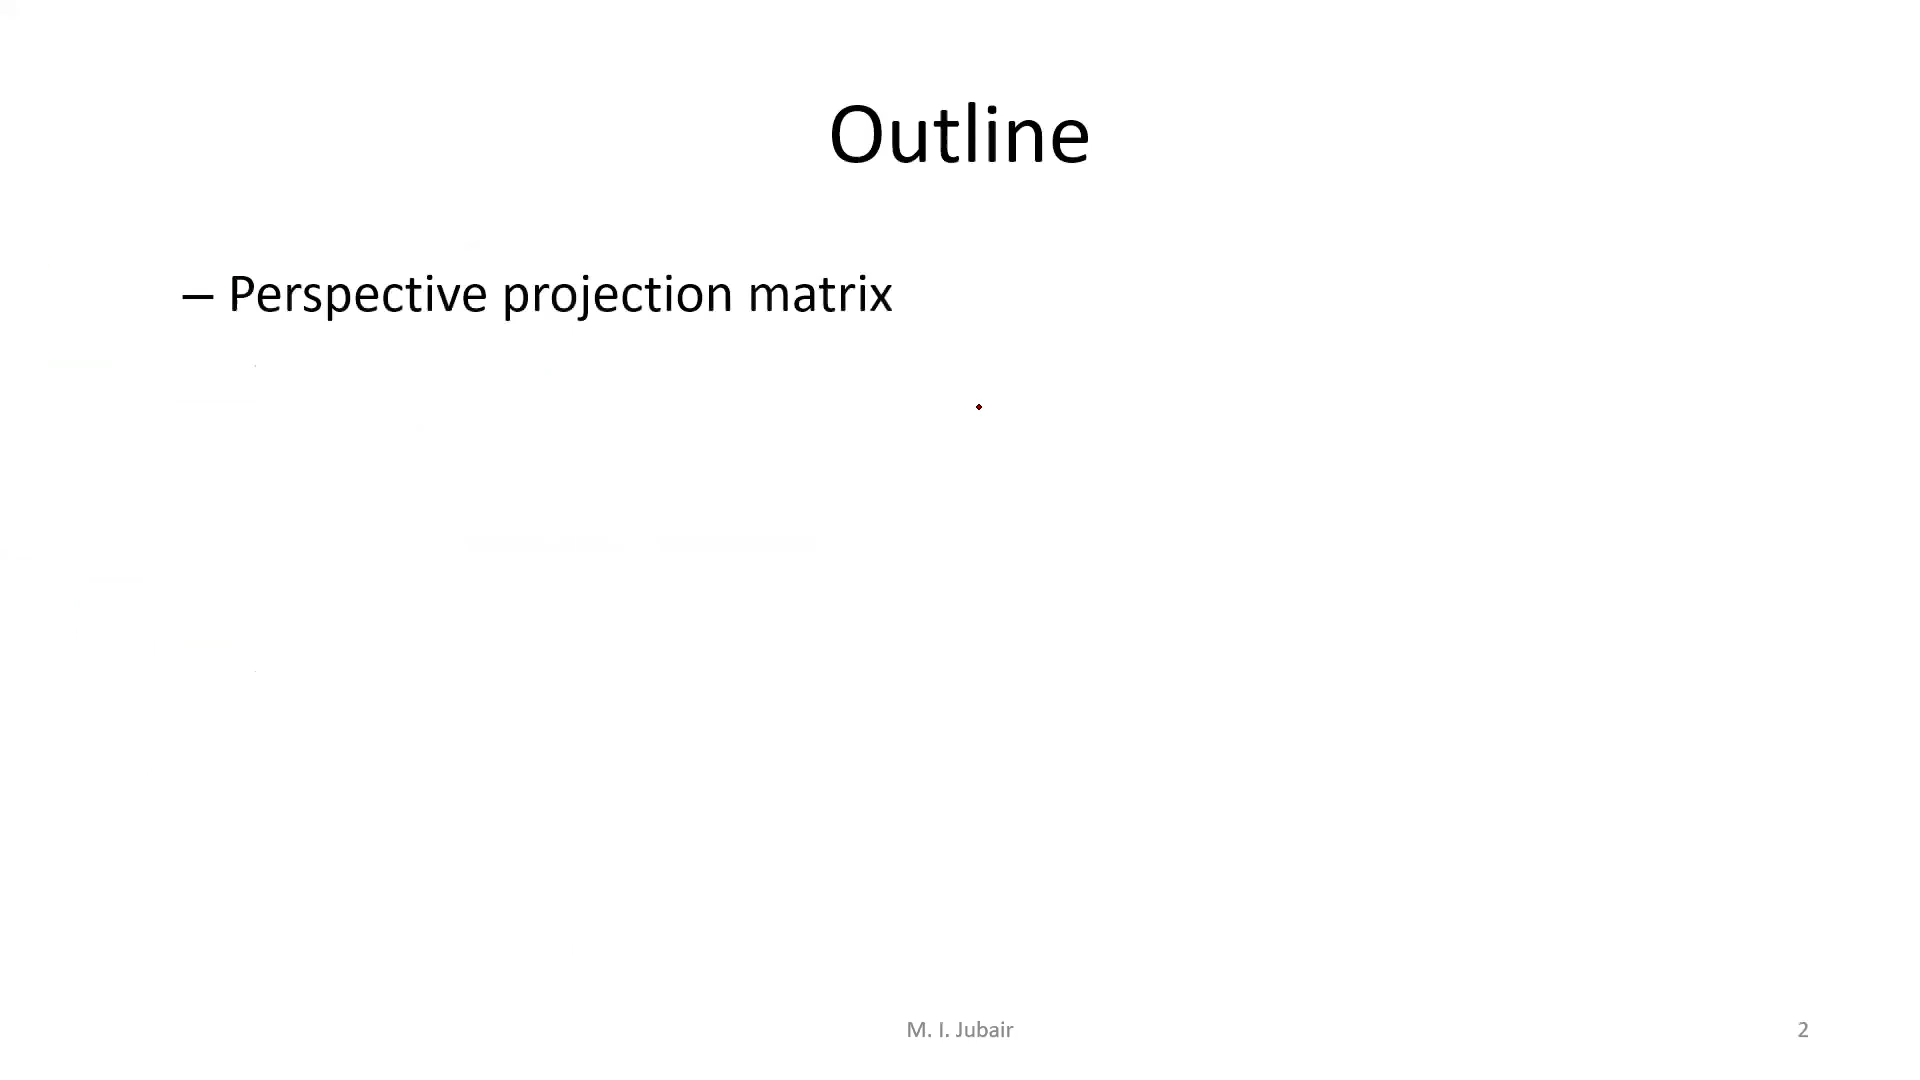 Outline
– Perspective projection matrix
M. I. Jubair
2